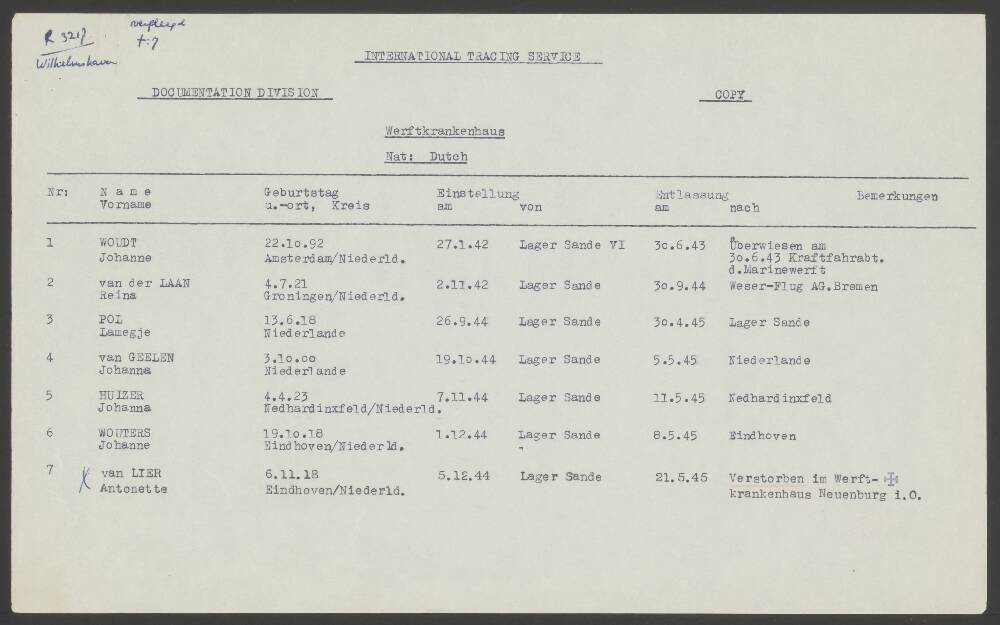 R 3217
Wilhelmshaven
t: 7
INTERNATIONAL TRACING SERVICE
DOCUMENTATION DIVISION COPY
Werftkrankenhaus
Nat: Dutch
Nr: Name Geburtstag Einstellung Entlassung Bemerkungen
Vorname u.-ort, Kreis am von am nach
1 WOUDT 22.10.92 27.1.42 Lager Sande VI 30.6.43 Überwiesen am
Johanne Amsterdam/Niederld. 30.6.43 Kraftfahrabt.
d.Marinewerft
2 van der LAAN 4.7.21 2.11.42 Lager Sande 30.9.44 Weser-Flug AG.Bremen
Reina Groningen/Niederld.
3 POL 13.6.18 26.9.44 Lager Sande 30.4.45 Lager Sande
Lamegje Niederlande
4 van GEELEN 3.10.00 19.10.44 Lager Sande 5.5.45 Niederlande
Johanna Niederlande
5 HUIZER 4.4.23 7.11.44 Lager Sande 11.5.45 Nedhardinxfeld
Johanna Nedhardinxfeld/Niederld.
6 WOUTERS 19.10.18 1.12.44 Lager Sande 8.5.45 Eindhoven
Johanne Eindhoven/Niederld.
7 X van LIER 6.11.18 5.12.44 Lager Sande 21.5.45 Verstorben im Werft-
Antonette Eindhoven/Niederld. krankenhaus Neuenburg i.O.